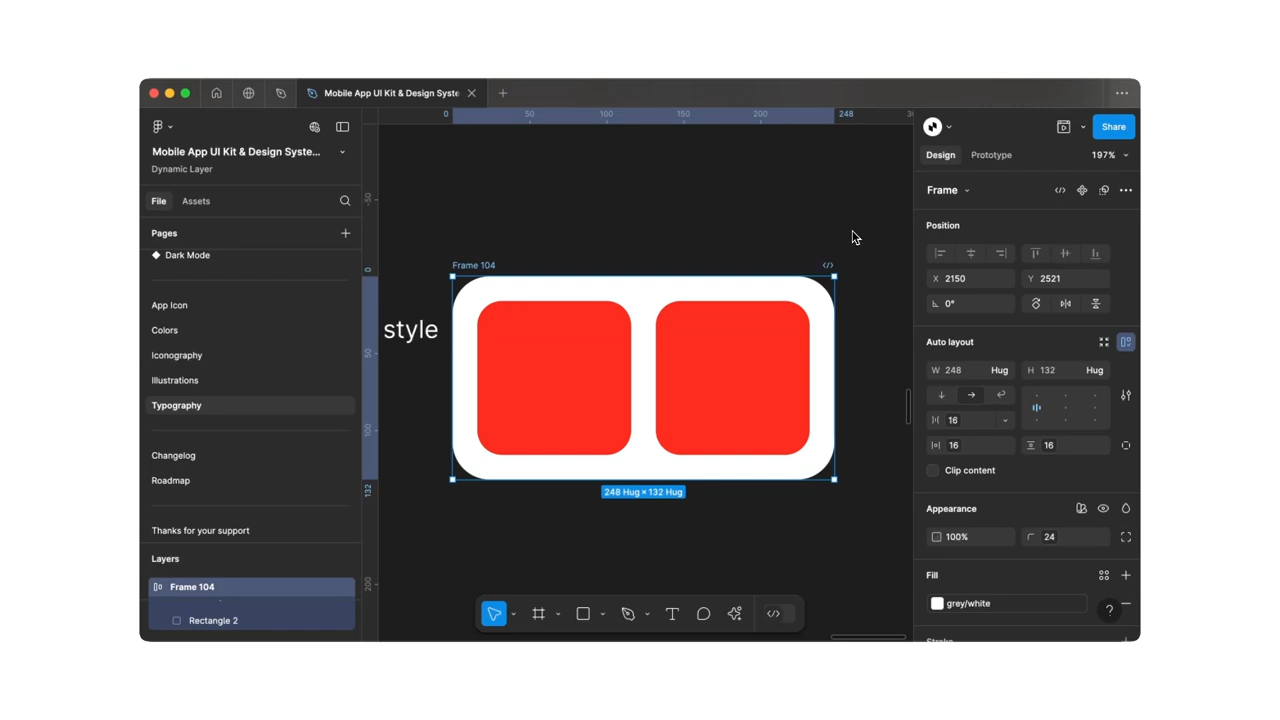 Mobile App UI Kit & Design Syste
0
50
100
150
200
248
Mobile App UI Kit & Design Syste...
Dynamic Layer
File
Assets
Pages
Dark Mode
App Icon
Colors
Iconography
Illustrations
Typography
Changelog
Roadmap
Thanks for your support
Layers
Frame 104
Rectangle 2
-50
0
50
100
132
200
Frame 104
style
248 Hug × 132 Hug
Share
Design
Prototype
197%
Frame
Position
X 2150
Y 2521
0°
Auto layout
W 248 Hug
H 132 Hug
16
16
16
Clip content
Appearance
100%
24
Fill
grey/white
?